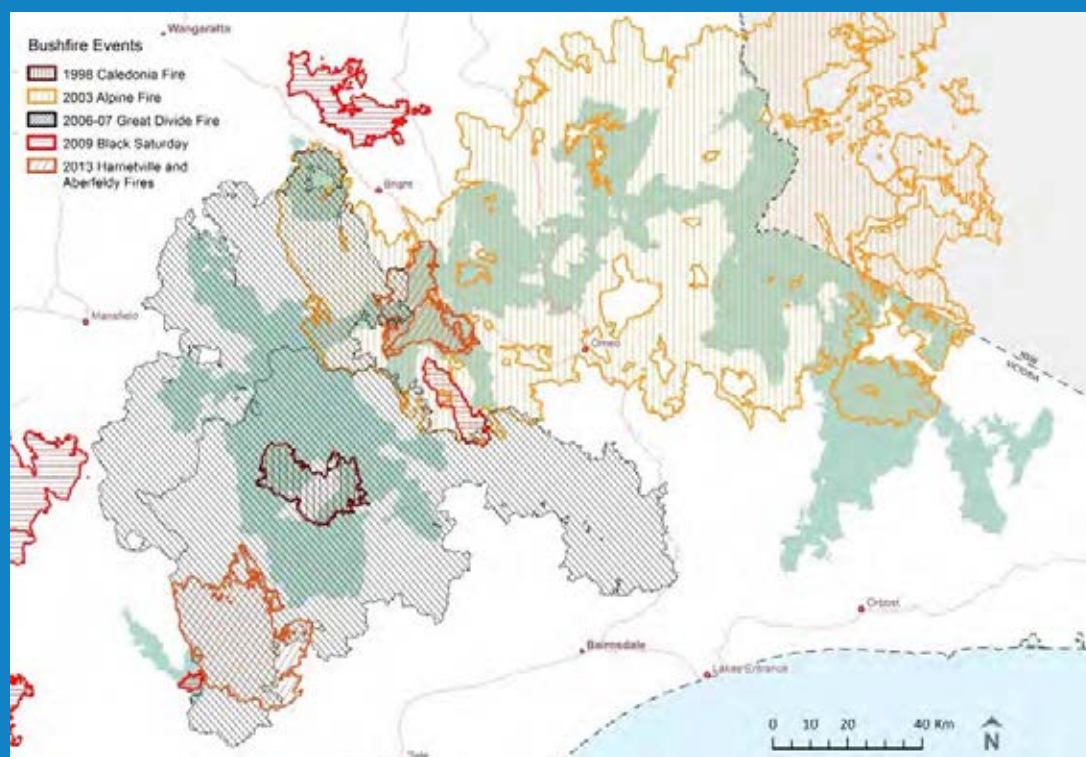 Wangaratta
Bushfire Events
1998 Caledonia Fire
2003 Alpine Fire
2006-07 Great Divide Fire
2009 Black Saturday
2013 Harrietville and
Aberfeldy Fires
Bright
Mansfield
Omeo
NSW
VICTORIA
Orbost
Bairnsdale
Lakes Entrance
Sale
0 10 20 40 Km
N